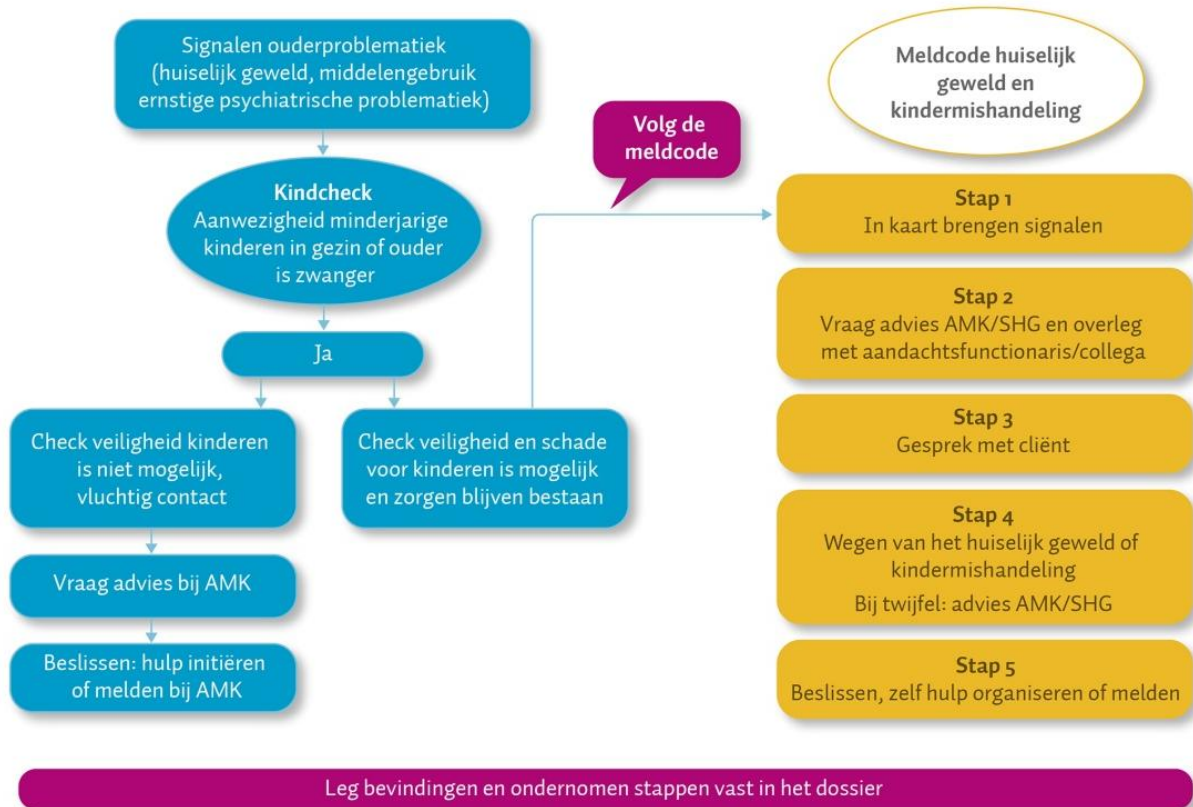 Signalen ouderproblematiek
(huiselijk geweld, middelengebruik
ernstige psychiatrische problematiek)
Kindcheck
Aanwezigheid minderjarige
kinderen in gezin of ouder
is zwanger
Ja
Check veiligheid kinderen
is niet mogelijk,
vluchtig contact
Vraag advies bij AMK
Beslissen: hulp initiëren
of melden bij AMK
Check veiligheid en schade
voor kinderen is mogelijk
en zorgen blijven bestaan
Volg de
meldcode
Meldcode huiselijk
geweld en
kindermishandeling
Stap 1
In kaart brengen signalen
Stap 2
Vraag advies AMK/SHG en overleg
met aandachtsfunctionaris/collega
Stap 3
Gesprek met cliënt
Stap 4
Wegen van het huiselijk geweld of
kindermishandeling
Bij twijfel: advies AMK/SHG
Stap 5
Beslissen, zelf hulp organiseren of melden
Leg bevindingen en ondernomen stappen vast in het dossier